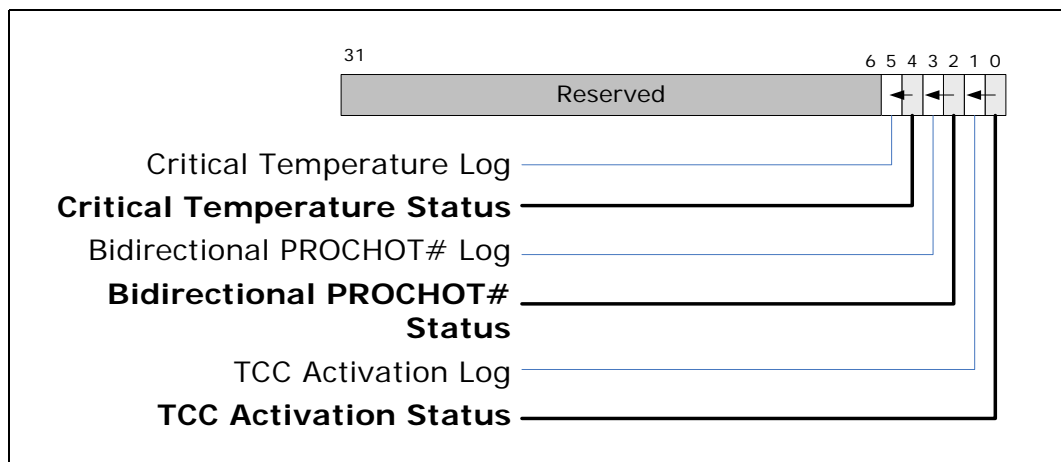 31
6 5 4 3 2 1 0
Reserved
Critical Temperature Log
Critical Temperature Status
Bidirectional PROCHOT# Log
Bidirectional PROCHOT#
Status
TCC Activation Log
TCC Activation Status